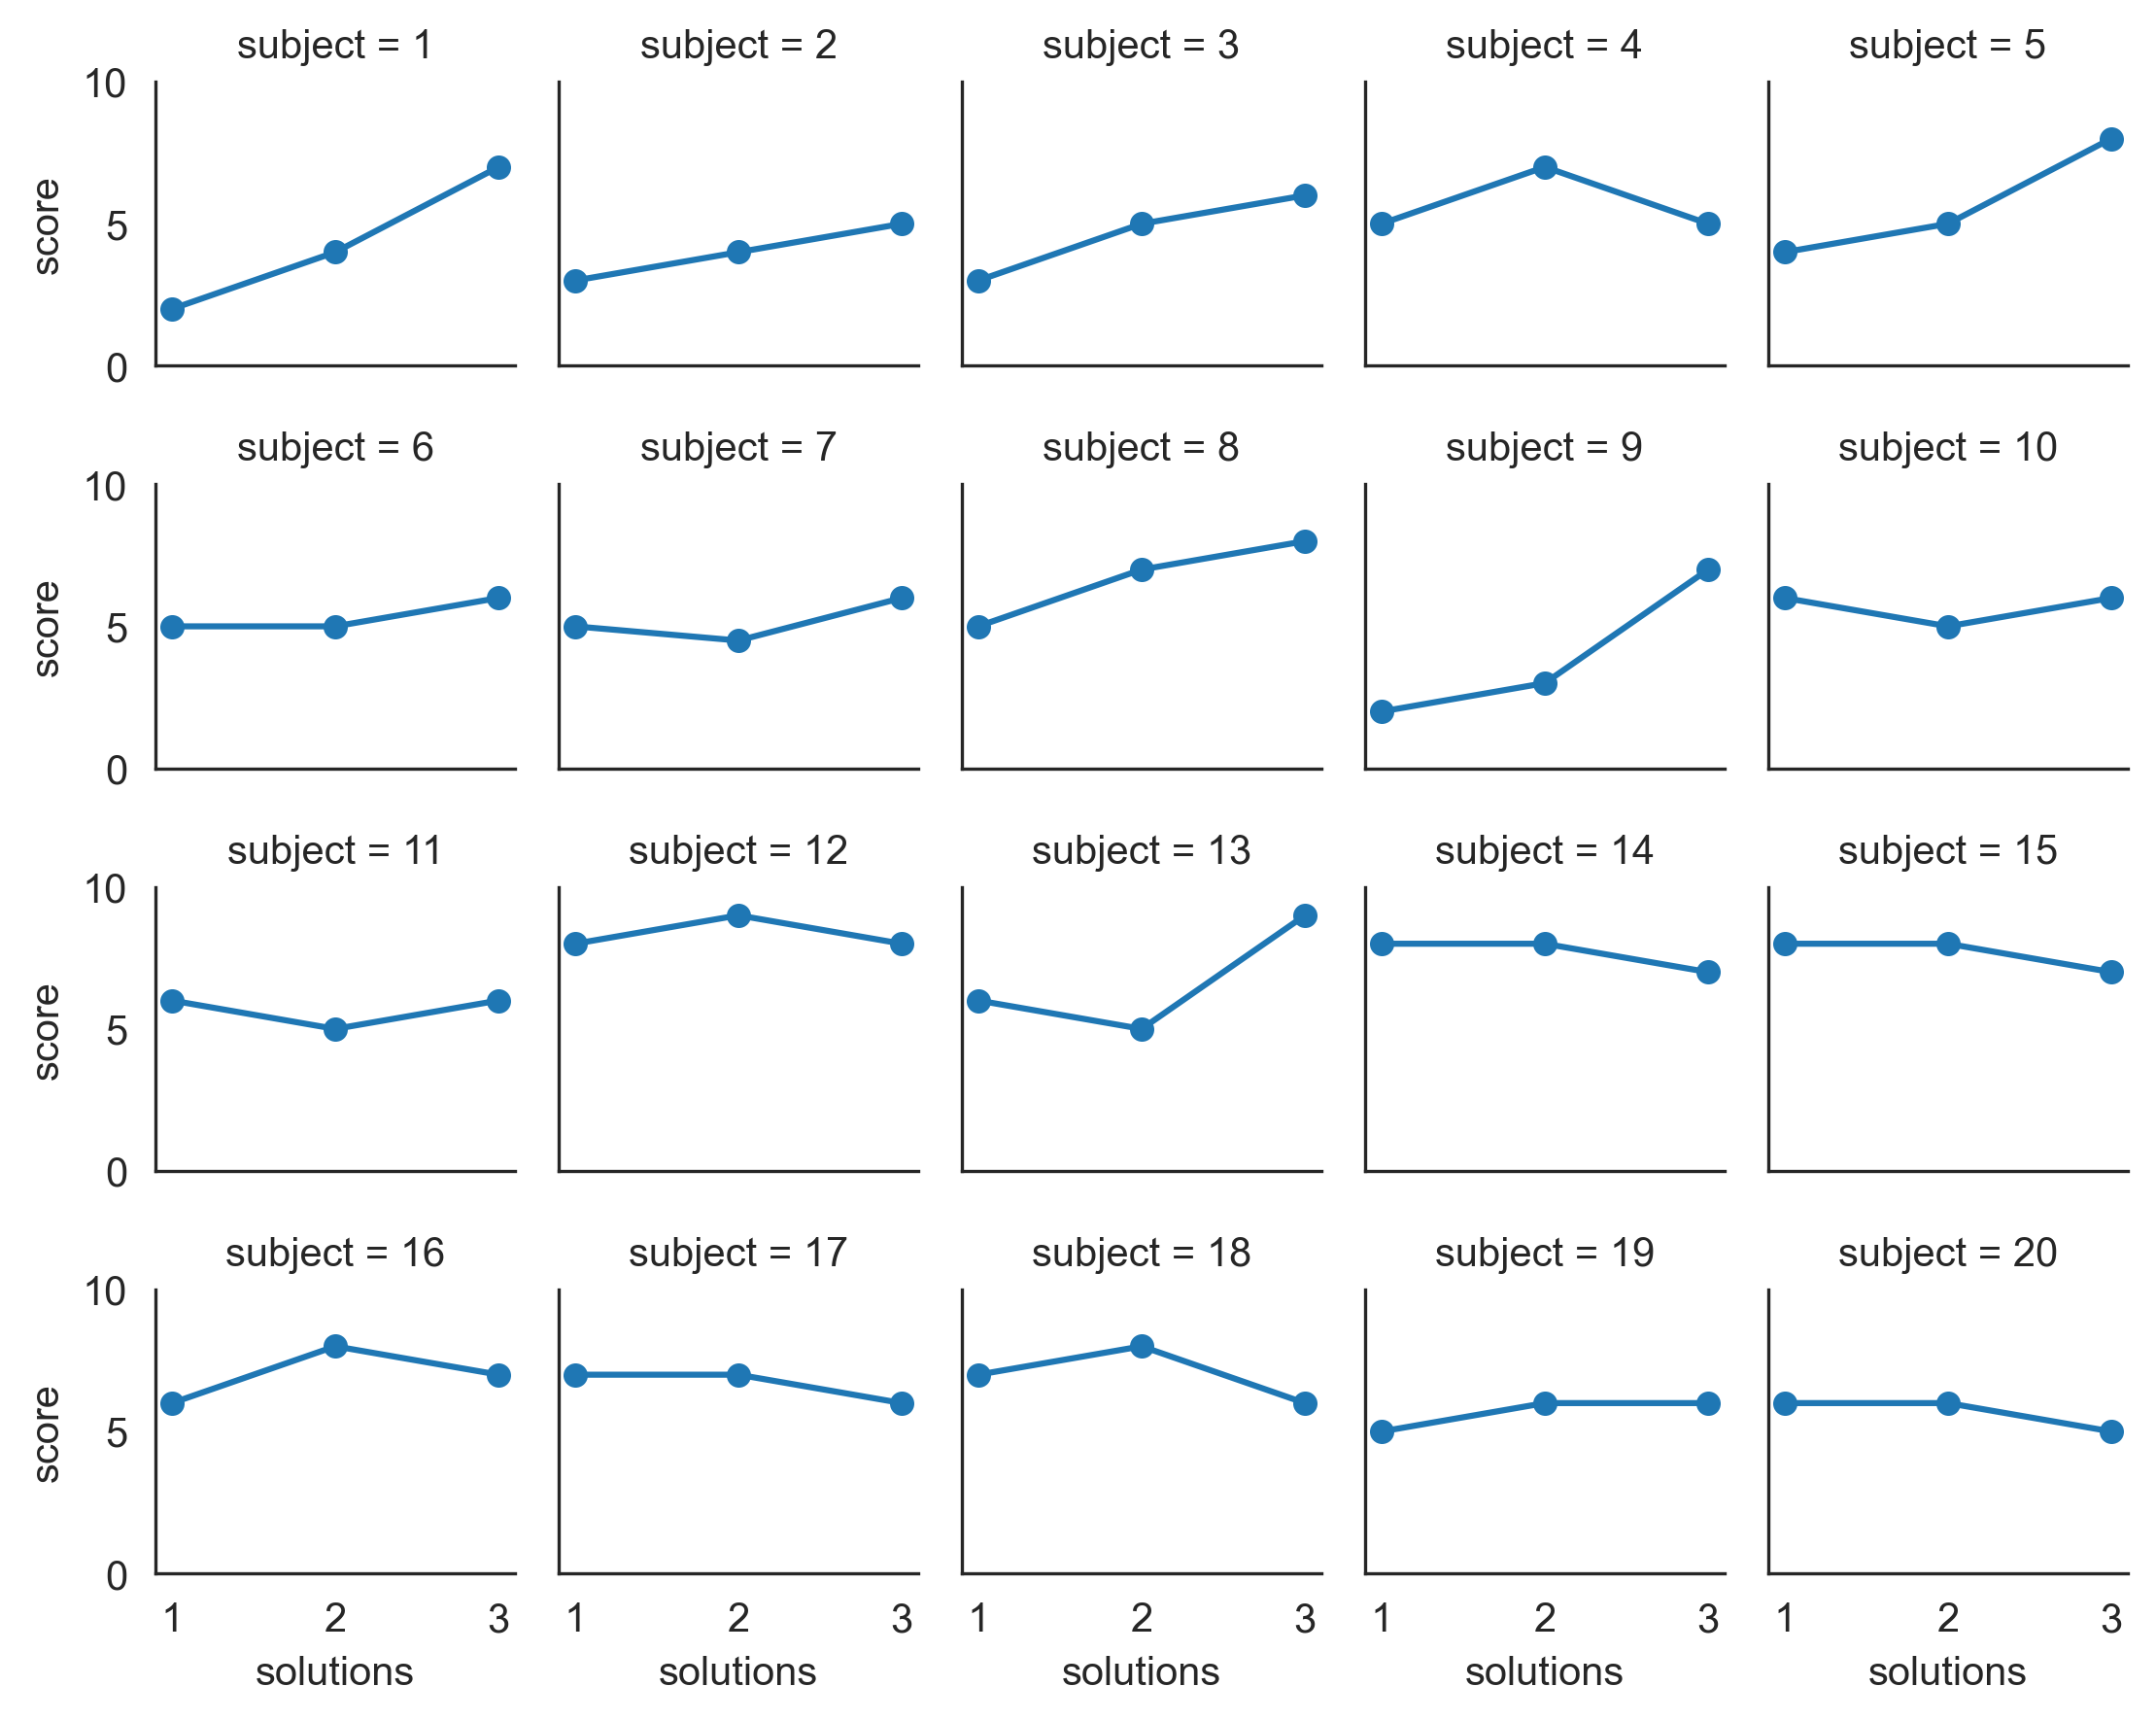 subject = 1
subject = 2
subject = 3
subject = 4
subject = 5
10
5
0
score
subject = 6
subject = 7
subject = 8
subject = 9
subject = 10
10
5
0
score
subject = 11
subject = 12
subject = 13
subject = 14
subject = 15
10
5
0
score
subject = 16
subject = 17
subject = 18
subject = 19
subject = 20
10
5
0
score
1 2 3
1 2 3
1 2 3
1 2 3
1 2 3
solutions
solutions
solutions
solutions
solutions